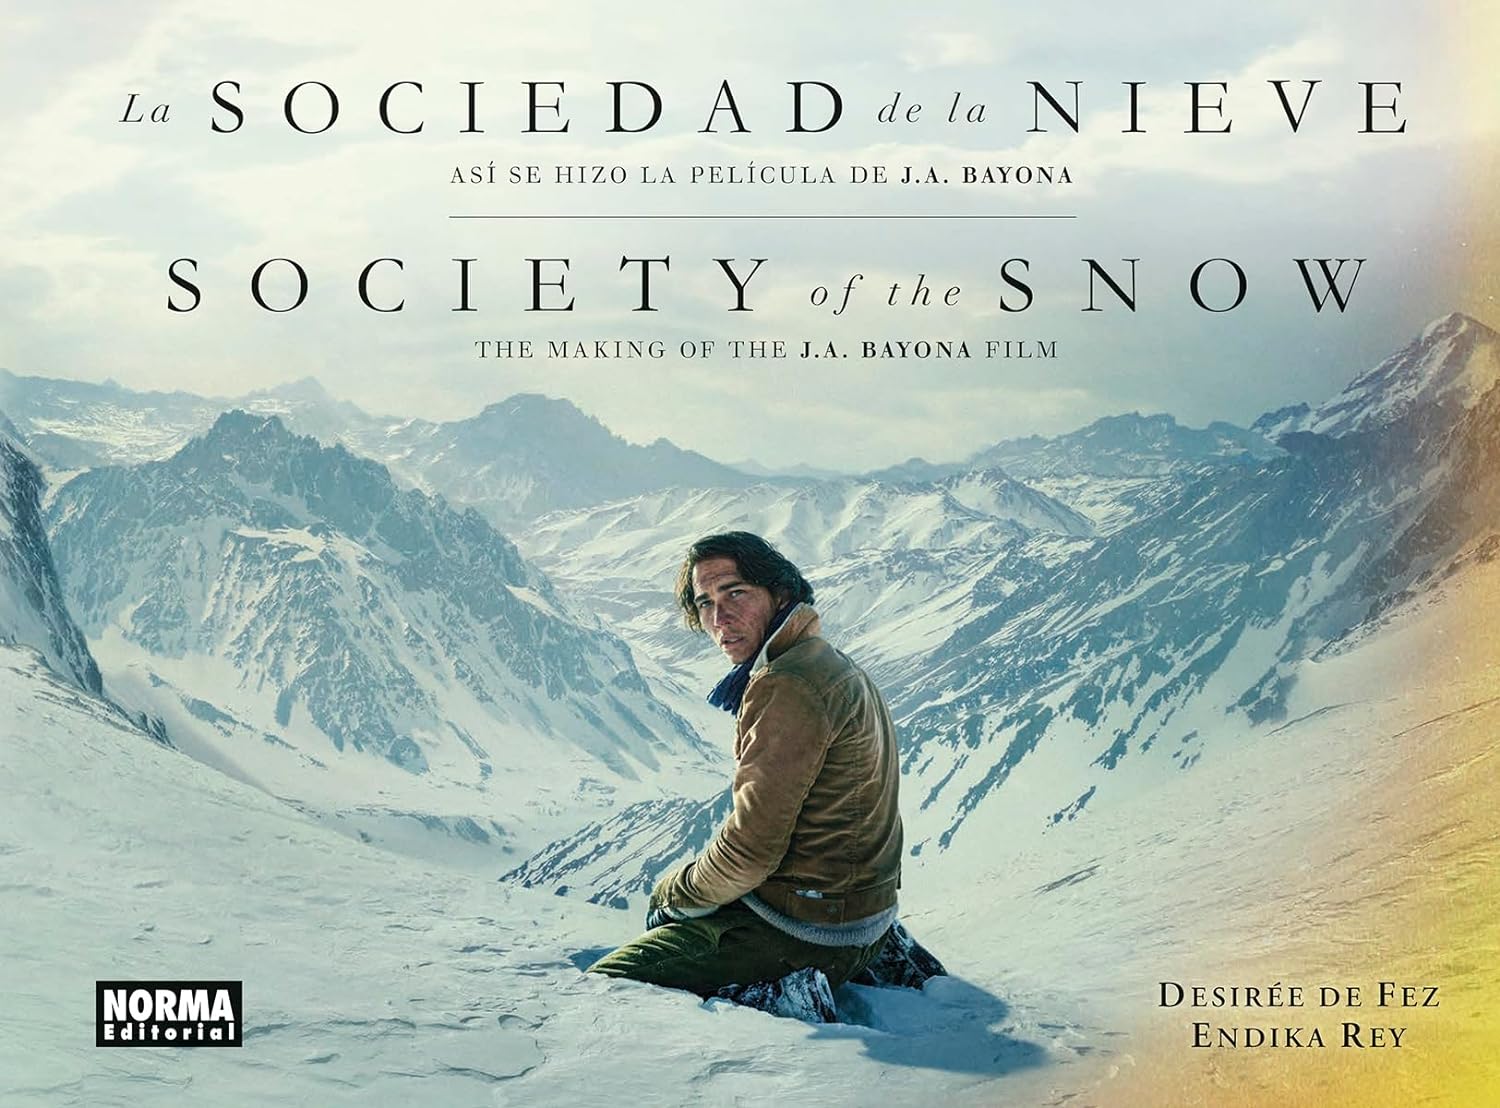 La SOCIEDAD de la NIEVE
ASÍ SE HIZO LA PELÍCULA DE J.A. BAYONA
SOCIETY of the SNOW
THE MAKING OF THE J.A. BAYONA FILM
NORMA
Editorial
DESIRÉE DE FEZ
ENDIKA REY